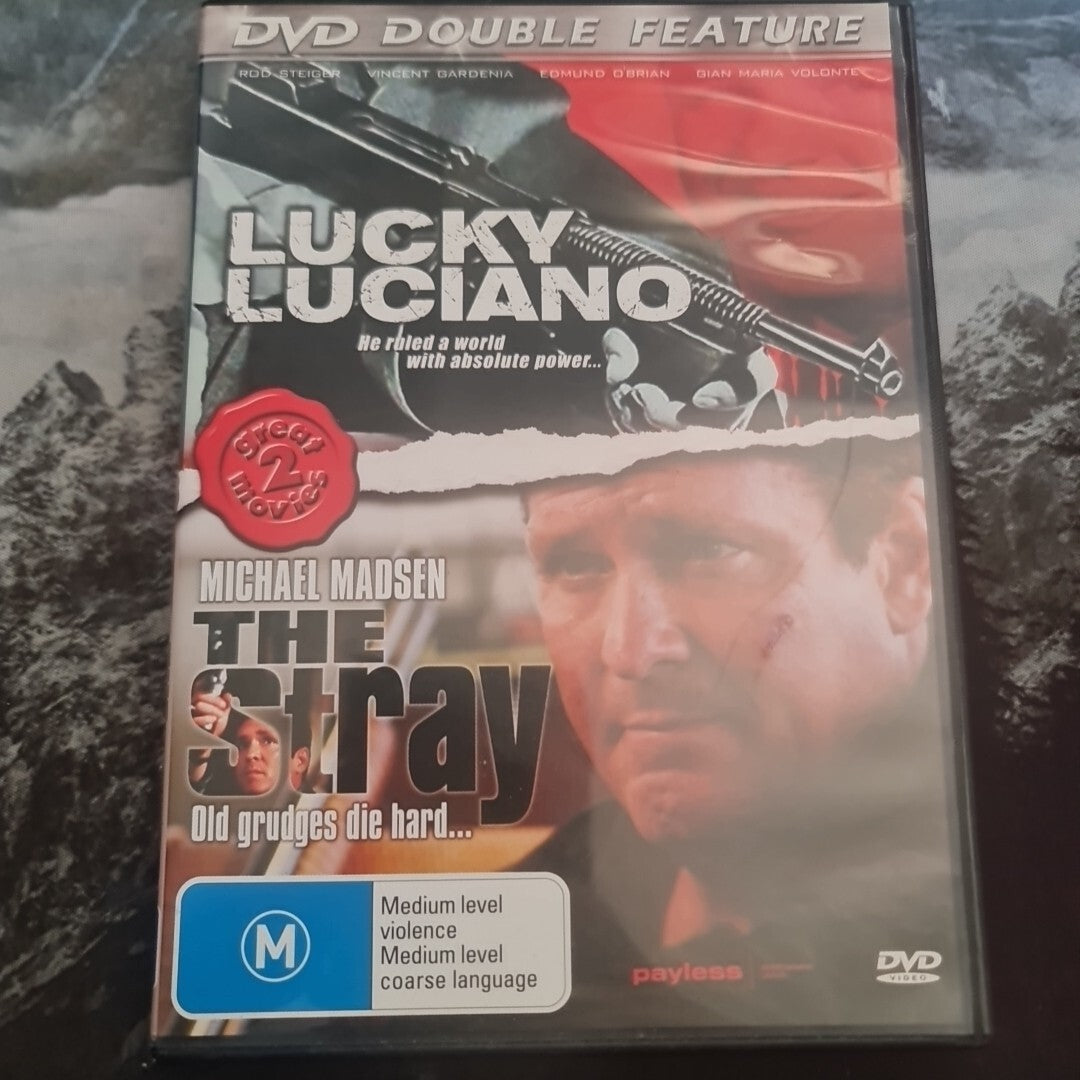 DVD DOUBLE FEATURE
ROD STEIGER VINCENT GARDENIA EDMUND O'BRIAN GIAN MARIA VOLONTE
LUCKY
LUCIANO
He ruled a world
with absolute power...
great
2
movies
MICHAEL MADSEN
THE
Stray
Old grudges die hard...
M
Medium level
violence
Medium level
coarse language
payless
DVD
VIDEO